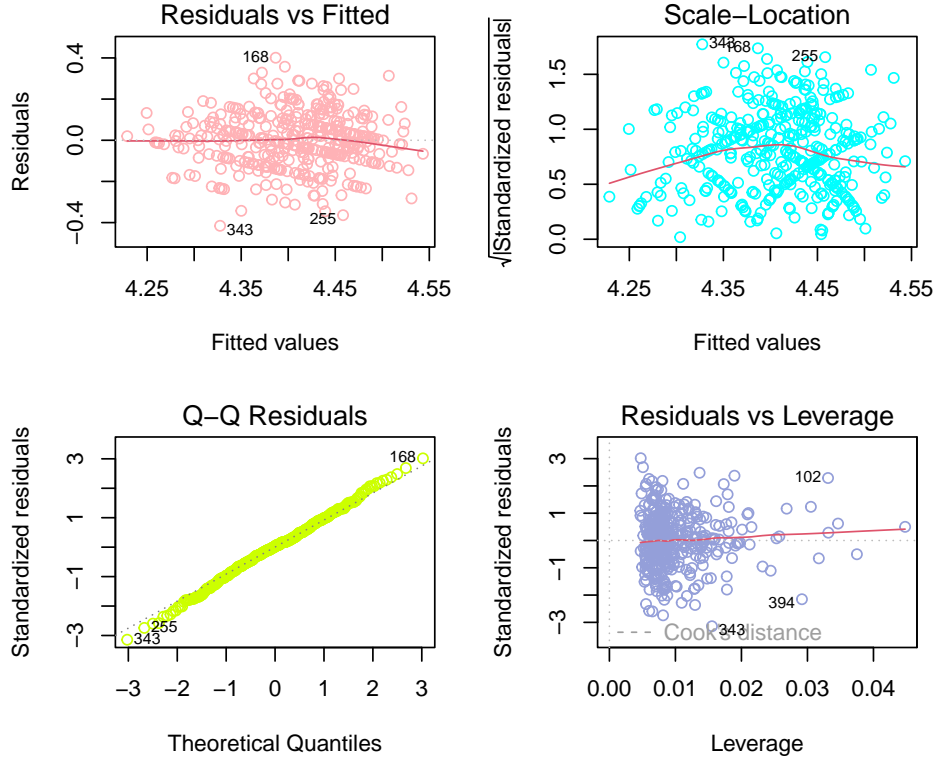 Residuals vs Fitted
Residuals
0.4
0.0
−0.4
168
255
343
4.25 4.35 4.45 4.55
Fitted values
Scale−Location
√|Standardized residuals|
1.5
1.0
0.5
0.0
343
168
255
4.25 4.35 4.45 4.55
Fitted values
Q−Q Residuals
Standardized residuals
3
1
−1
−3
168
255
343
−3 −2 −1 0 1 2 3
Theoretical Quantiles
Residuals vs Leverage
Standardized residuals
3
1
−1
−3
102
394
343
Cook's distance
0.00 0.01 0.02 0.03 0.04
Leverage